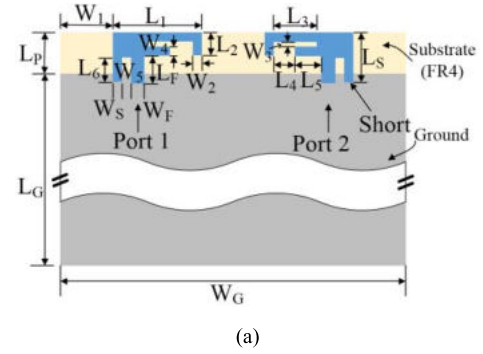 W1
L1
L3
LP
W4
L2
W3
LS
Substrate
(FR4)
L6
W5
LF
W2
L4
L5
WS
WF
Port 1
Port 2
Short
Ground
LG
WG
(a)